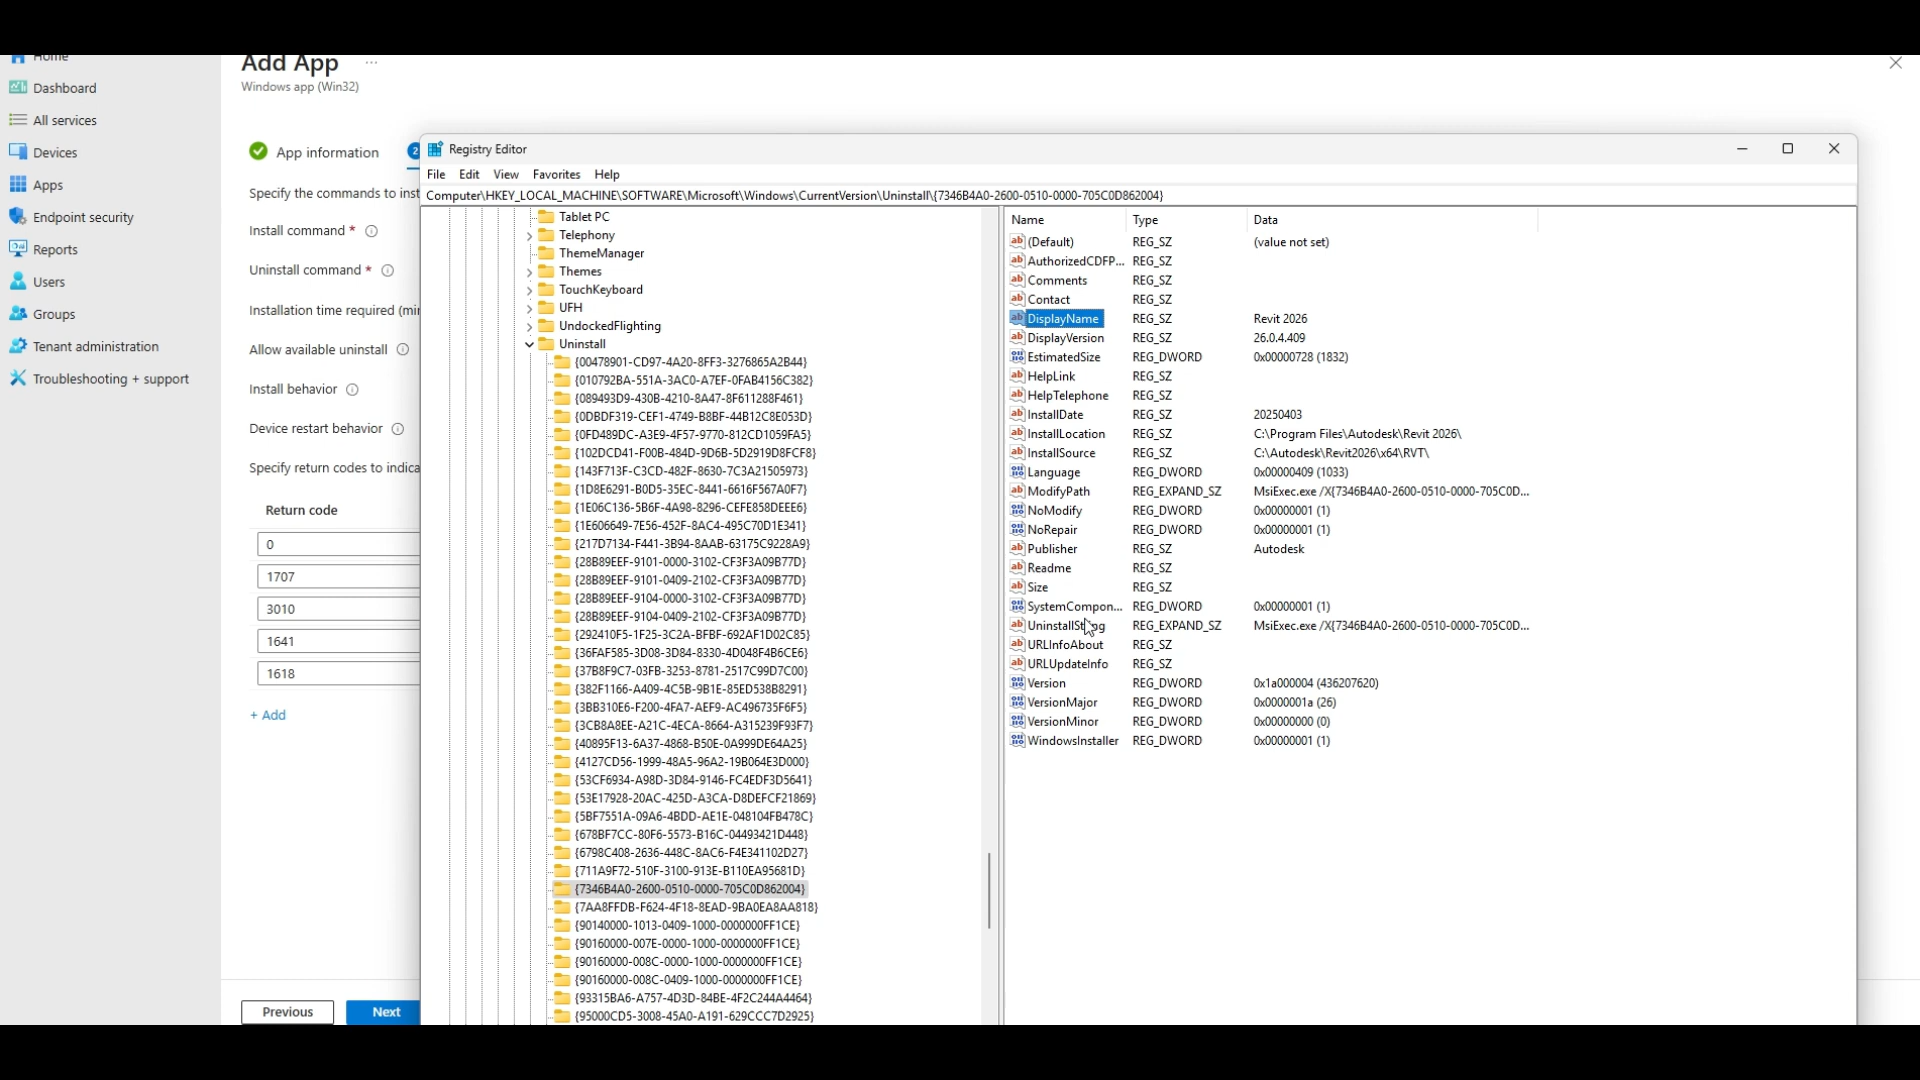 Home
Dashboard
All services
Devices
Apps
Endpoint security
Reports
Users
Groups
Tenant administration
Troubleshooting + support
Add App ...
Windows app (Win32)
App information
2
Specify the commands to inst
Install command *
Uninstall command *
Installation time required (min
Allow available uninstall
Install behavior
Device restart behavior
Specify return codes to indica
Return code
0
1707
3010
1641
1618
+ Add
Previous
Next
Registry Editor
File Edit View Favorites Help
Computer\HKEY_LOCAL_MACHINE\SOFTWARE\Microsoft\Windows\CurrentVersion\Uninstall\{7346B4A0-2600-0510-0000-705C0D862004}
Tablet PC
Telephony
ThemeManager
Themes
TouchKeyboard
UFH
UndockedFlighting
Uninstall
{00478901-CD97-4A20-8FF3-3276865A2B44}
{010792BA-551A-3AC0-A7EF-0FAB4156C382}
{089493D9-430B-4210-8A47-8F611288F461}
{0DBDF319-CEF1-4749-B8BF-44B12C8E053D}
{0FD489DC-A3E9-4F57-9770-812CD1059FA5}
{102DCD41-F00B-484D-9D6B-5D2919D8FCF8}
{143F713F-C3CD-482F-8630-7C3A21505973}
{1D8E6291-B0D5-35EC-8441-6616F567A0F7}
{1E06C136-5B6F-4A98-8296-CEFE858DEEE6}
{1E606649-7E56-452F-8AC4-495C70D1E341}
{217D7134-F441-3B94-8AAB-63175C9228A9}
{28B89EEF-9101-0000-3102-CF3F3A09B77D}
{28B89EEF-9101-0409-2102-CF3F3A09B77D}
{28B89EEF-9104-0000-3102-CF3F3A09B77D}
{28B89EEF-9104-0409-2102-CF3F3A09B77D}
{292410F5-1F25-3C2A-BFBF-692AF1D02C85}
{36FAF585-3D08-3D84-8330-4D048F4B6CE6}
{37B8F9C7-03FB-3253-8781-2517C99D7C00}
{382F1166-A409-4C5B-9B1E-85ED538B8291}
{3BB310E6-F200-4FA7-AEF9-AC496735F6F5}
{3CB8A8EE-A21C-4ECA-8664-A315239F93F7}
{40895F13-6A37-4868-B50E-0A999DE64A25}
{4127CD56-1999-48A5-96A2-19B064E3D000}
{53CF6934-A98D-3D84-9146-FC4EDF3D5641}
{53E17928-20AC-425D-A3CA-D8DEFCF21869}
{5BF7551A-09A6-4BDD-AE1E-048104FB478C}
{678BF7CC-80F6-5573-B16C-04493421D448}
{6798C408-2636-448C-8AC6-F4E341102D27}
{711A9F72-510F-3100-913E-B110EA95681D}
{7346B4A0-2600-0510-0000-705C0D862004}
{7AA8FFDB-F624-4F18-8EAD-9BA0EA8AA818}
{90140000-1013-0409-1000-0000000FF1CE}
{90160000-007E-0000-1000-0000000FF1CE}
{90160000-008C-0000-1000-0000000FF1CE}
{90160000-008C-0409-1000-0000000FF1CE}
{93315BA6-A757-4D3D-84BE-4F2C244A4464}
{95000CD5-3008-45A0-A191-629CCC7D2925}
Name Type Data
(Default) REG_SZ (value not set)
AuthorizedCDFP... REG_SZ
Comments REG_SZ
Contact REG_SZ
DisplayName REG_SZ Revit 2026
DisplayVersion REG_SZ 26.0.4.409
EstimatedSize REG_DWORD 0x00000728 (1832)
HelpLink REG_SZ
HelpTelephone REG_SZ
InstallDate REG_SZ 20250403
InstallLocation REG_SZ C:\Program Files\Autodesk\Revit 2026\
InstallSource REG_SZ C:\Autodesk\Revit2026\x64\RVT\
Language REG_DWORD 0x00000409 (1033)
ModifyPath REG_EXPAND_SZ MsiExec.exe /X{7346B4A0-2600-0510-0000-705C0D...
NoModify REG_DWORD 0x00000001 (1)
NoRepair REG_DWORD 0x00000001 (1)
Publisher REG_SZ Autodesk
Readme REG_SZ
Size REG_SZ
SystemCompon... REG_DWORD 0x00000001 (1)
UninstallString REG_EXPAND_SZ MsiExec.exe /X{7346B4A0-2600-0510-0000-705C0D...
URLInfoAbout REG_SZ
URLUpdateInfo REG_SZ
Version REG_DWORD 0x1a000004 (436207620)
VersionMajor REG_DWORD 0x0000001a (26)
VersionMinor REG_DWORD 0x00000000 (0)
WindowsInstaller REG_DWORD 0x00000001 (1)